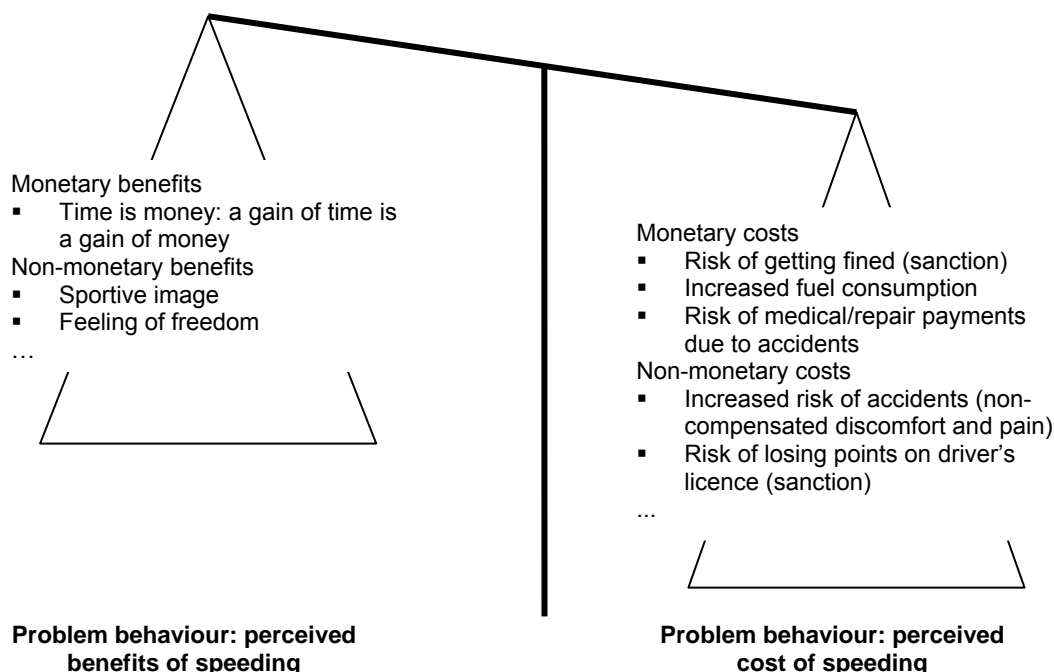 Monetary benefits
▪ Time is money: a gain of time is
a gain of money
Non-monetary benefits
▪ Sportive image
▪ Feeling of freedom
…
Monetary costs
▪ Risk of getting fined (sanction)
▪ Increased fuel consumption
▪ Risk of medical/repair payments
due to accidents
Non-monetary costs
▪ Increased risk of accidents (non-
compensated discomfort and pain)
▪ Risk of losing points on driver's
licence (sanction)
...
Problem behaviour: perceived
benefits of speeding
Problem behaviour: perceived
cost of speeding